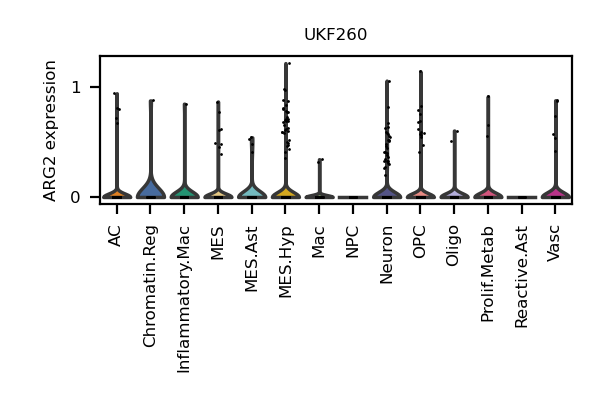 UKF260
ARG2 expression
1
0
AC
Chromatin.Reg
Inflammatory.Mac
MES
MES.Ast
MES.Hyp
Mac
NPC
Neuron
OPC
Oligo
Prolif.Metab
Reactive.Ast
Vasc